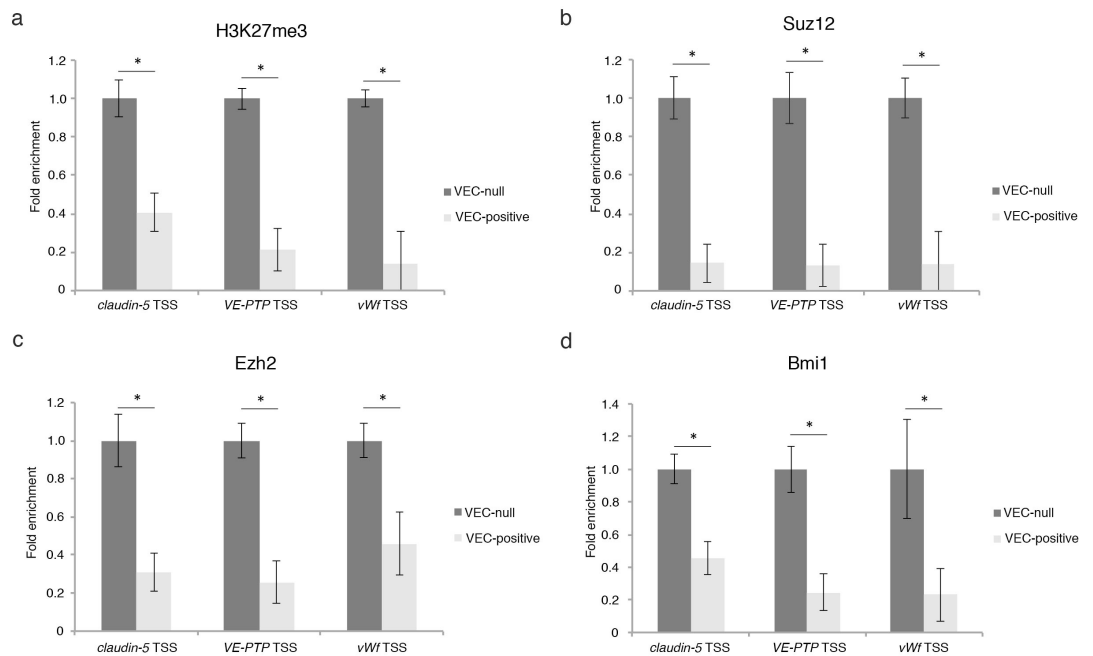 a
H3K27me3
Fold enrichment
1.2
1.0
0.8
0.6
0.4
0.2
0
* * *
claudin-5 TSS VE-PTP TSS vWf TSS
VEC-null
VEC-positive
b
Suz12
Fold enrichment
1.2
1.0
0.8
0.6
0.4
0.2
0
* * *
claudin-5 TSS VE-PTP TSS vWf TSS
VEC-null
VEC-positive
c
Ezh2
Fold enrichment
1.2
1.0
0.8
0.6
0.4
0.2
0
* * *
claudin-5 TSS VE-PTP TSS vWf TSS
VEC-null
VEC-positive
d
Bmi1
Fold enrichment
1.4
1.2
1.0
0.8
0.6
0.4
0.2
0
* * *
claudin-5 TSS VE-PTP TSS vWf TSS
VEC-null
VEC-positive